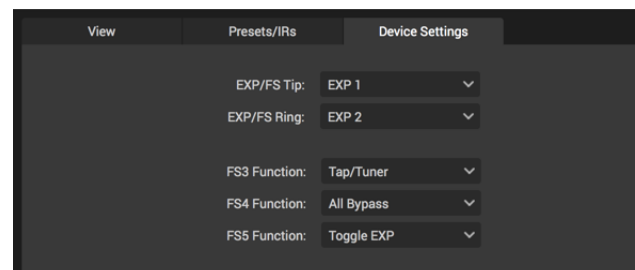 View Presets/IRs Device Settings
EXP/FS Tip: EXP 1
EXP/FS Ring: EXP 2
FS3 Function: Tap/Tuner
FS4 Function: All Bypass
FS5 Function: Toggle EXP